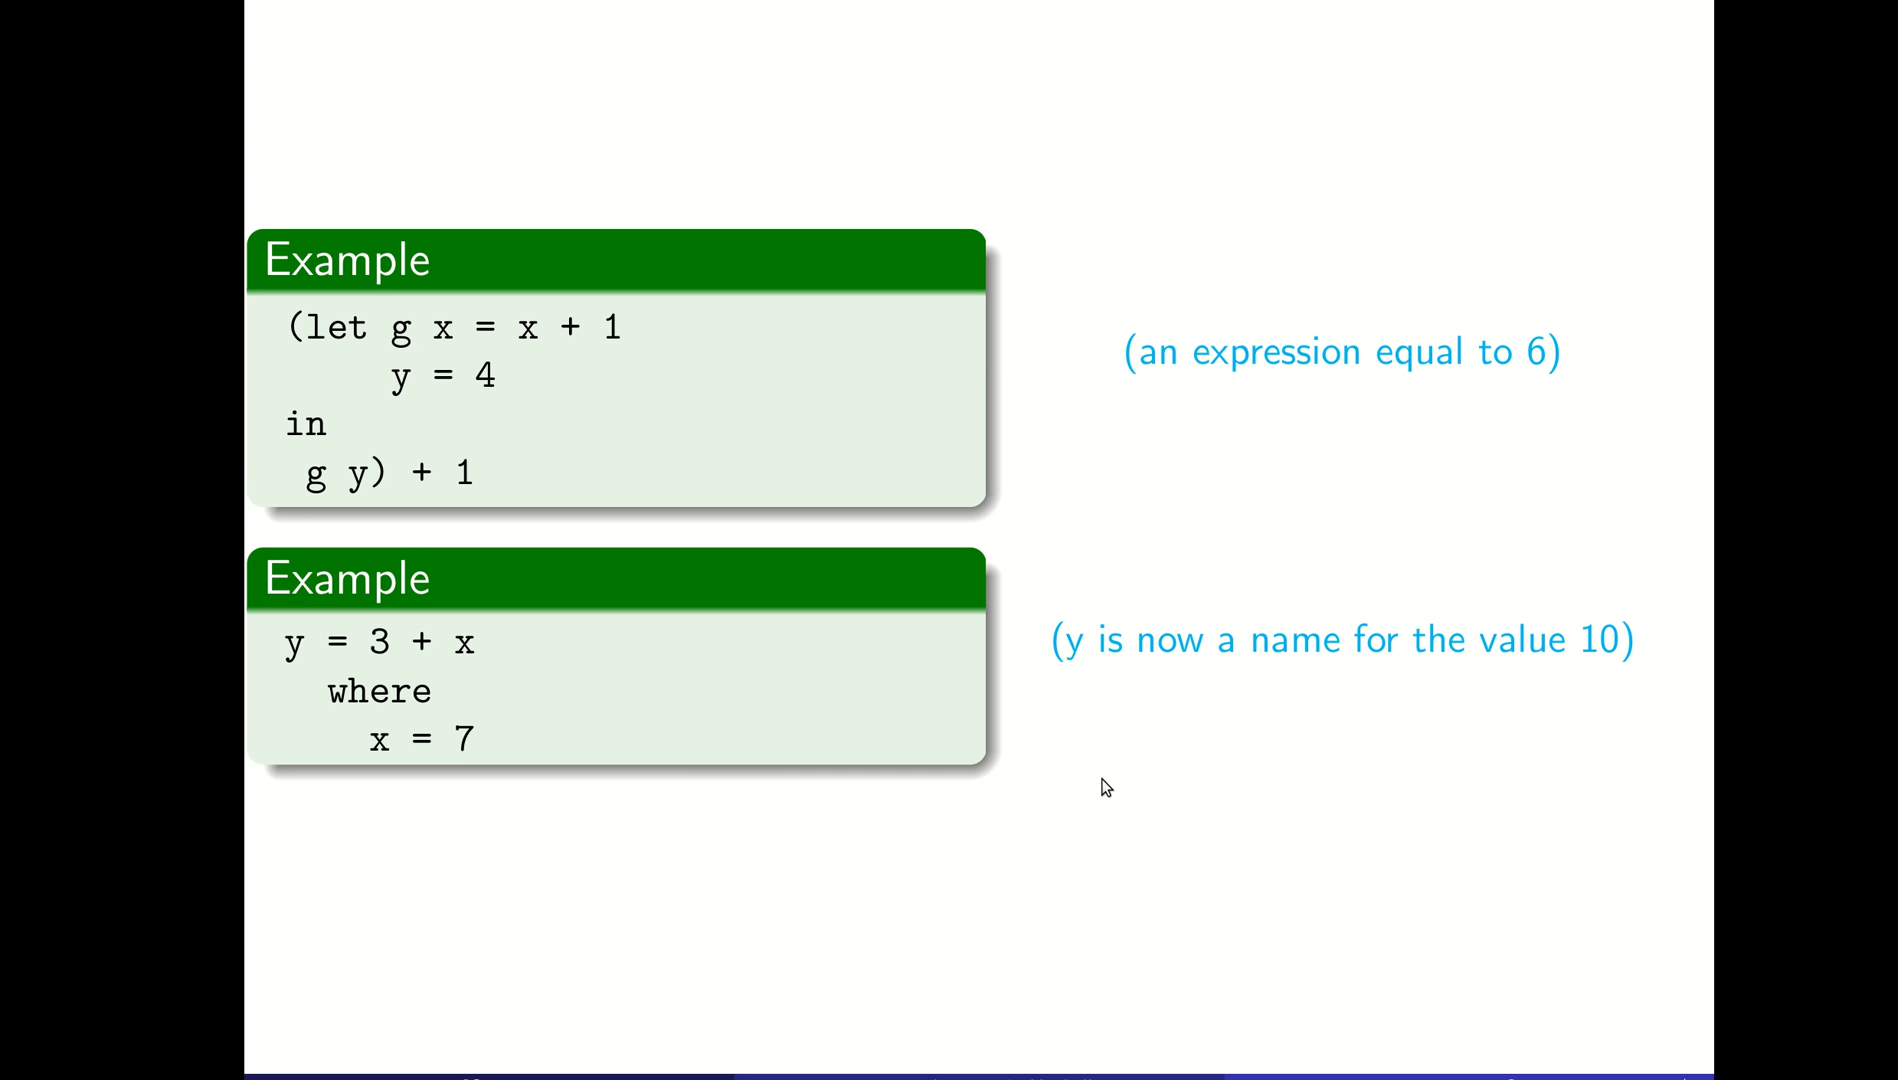 Example
(let g x = x + 1
y = 4
in
g y) + 1
(an expression equal to 6)
Example
y = 3 + x
where
x = 7
(y is now a name for the value 10)